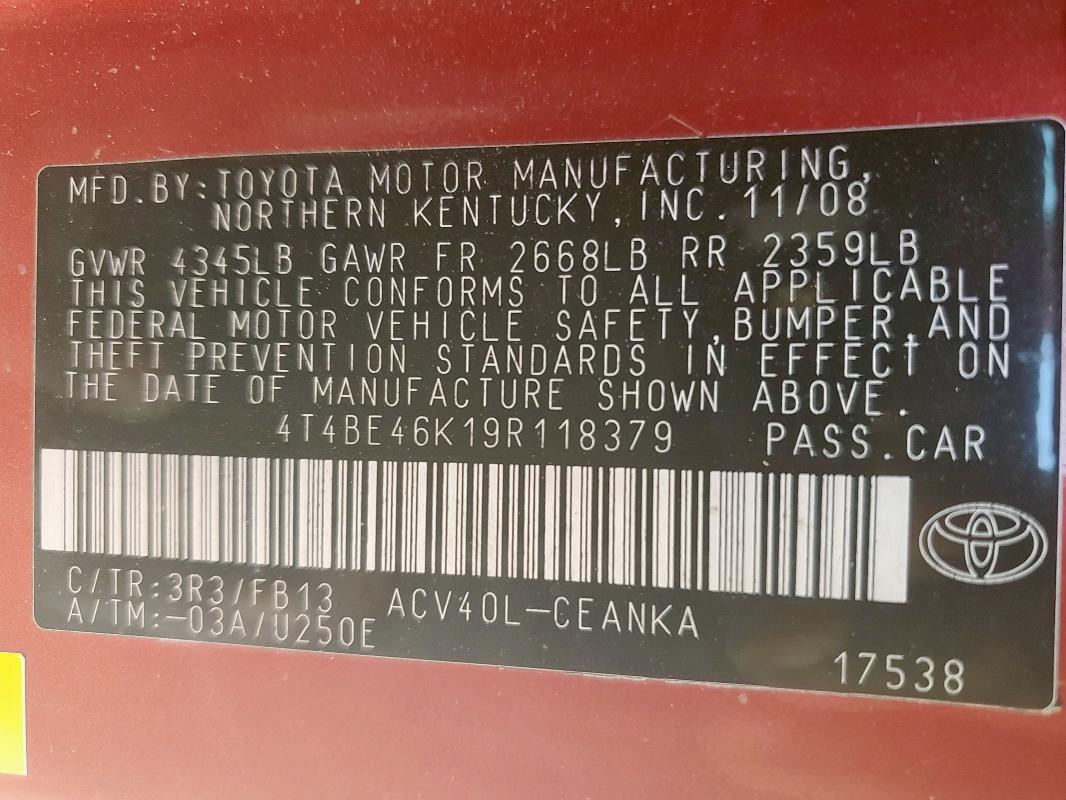 MFD.BY:TOYOTA MOTOR MANUFACTURING,
NORTHERN KENTUCKY,INC.11/08
GVWR 4345LB GAWR FR 2668LB RR 2359LB
THIS VEHICLE CONFORMS TO ALL APPLICABLE
FEDERAL MOTOR VEHICLE SAFETY,BUMPER,AND
THEFT PREVENTION STANDARDS IN EFFECT ON
THE DATE OF MANUFACTURE SHOWN ABOVE.
4T4BE46K19R118379 PASS.CAR
C/TR:3R3/FB13 ACV40L-CEANKA
A/TM:-03A/U250E
17538